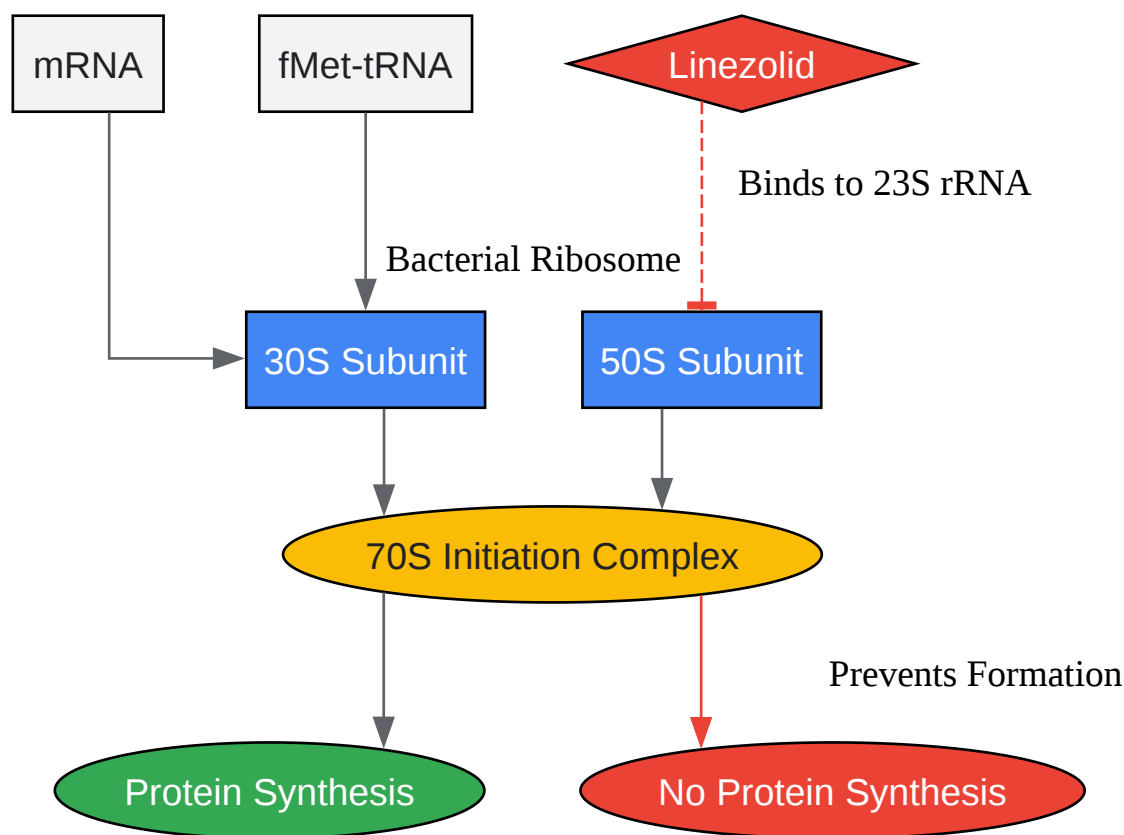 mRNA
fMet-tRNA
Linezolid
Binds to 23S rRNA
Bacterial Ribosome
30S Subunit
50S Subunit
70S Initiation Complex
Prevents Formation
Protein Synthesis
No Protein Synthesis